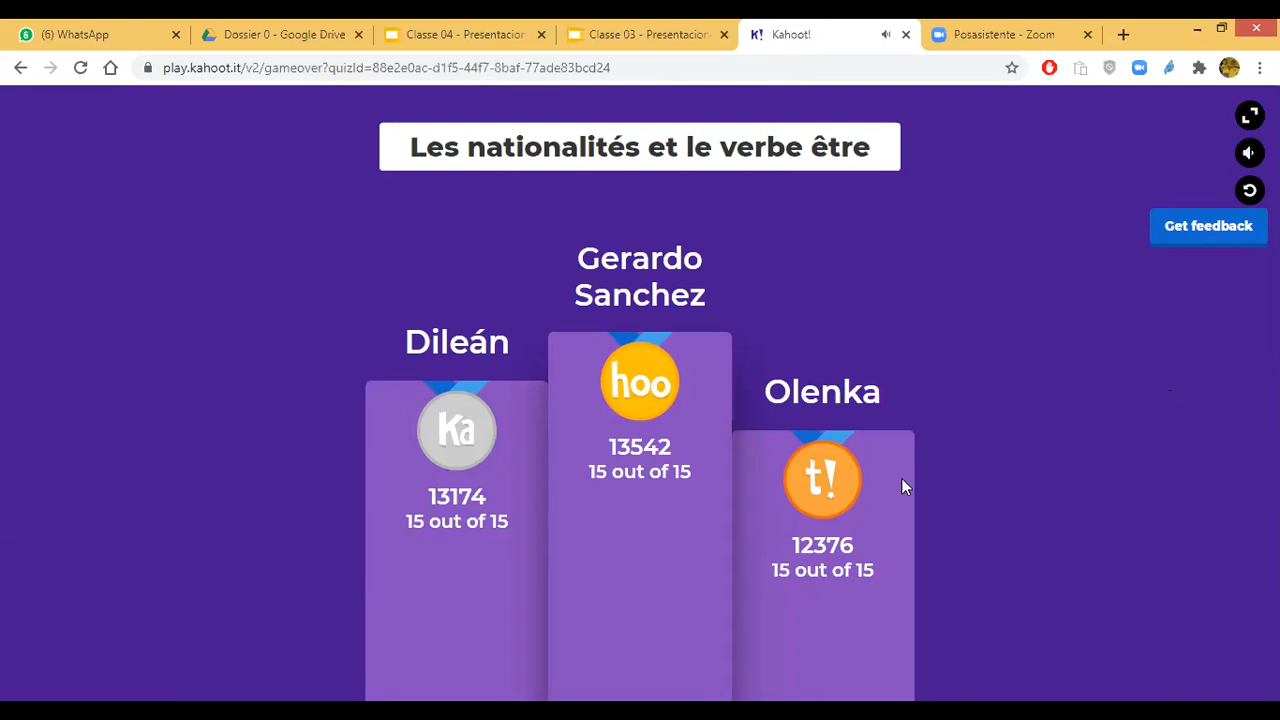 6
(6) WhatsApp
Dossier 0 - Google Drive
Classe 04 - Presentacion
Classe 03 - Presentacion
K! Kahoot!
Posasistente - Zoom
play.kahoot.it/v2/gameover?quizId=88e2e0ac-d1f5-44f7-8baf-77ade83bcd24
Les nationalités et le verbe être
Get feedback
Gerardo
Sanchez
hoo
13542
15 out of 15
Dileán
Ka
13174
15 out of 15
Olenka
t!
12376
15 out of 15